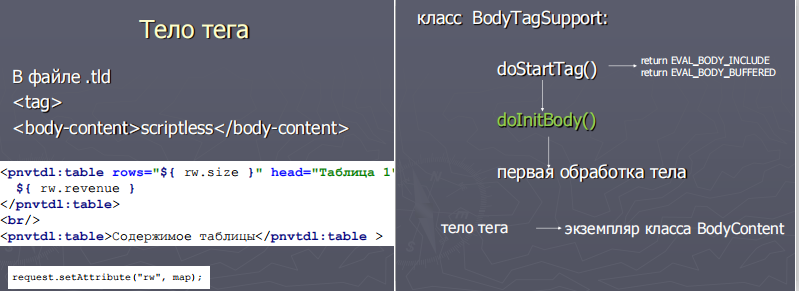 Тело тега
В файле .tld
<tag>
<body-content>scriptless</body-content>
<pnvtdl:table rows="${ rw.size }" head="Таблица 1"
${ rw.revenue }
</pnvtdl:table>
<br/>
<pnvtdl:table>Содержимое таблицы</pnvtdl:table >
request.setAttribute("rw", map);
класс BodyTagSupport:
doStartTag()
return EVAL_BODY_INCLUDE
return EVAL_BODY_BUFFERED
doInitBody()
первая обработка тела
тело тега
экземпляр класса BodyContent